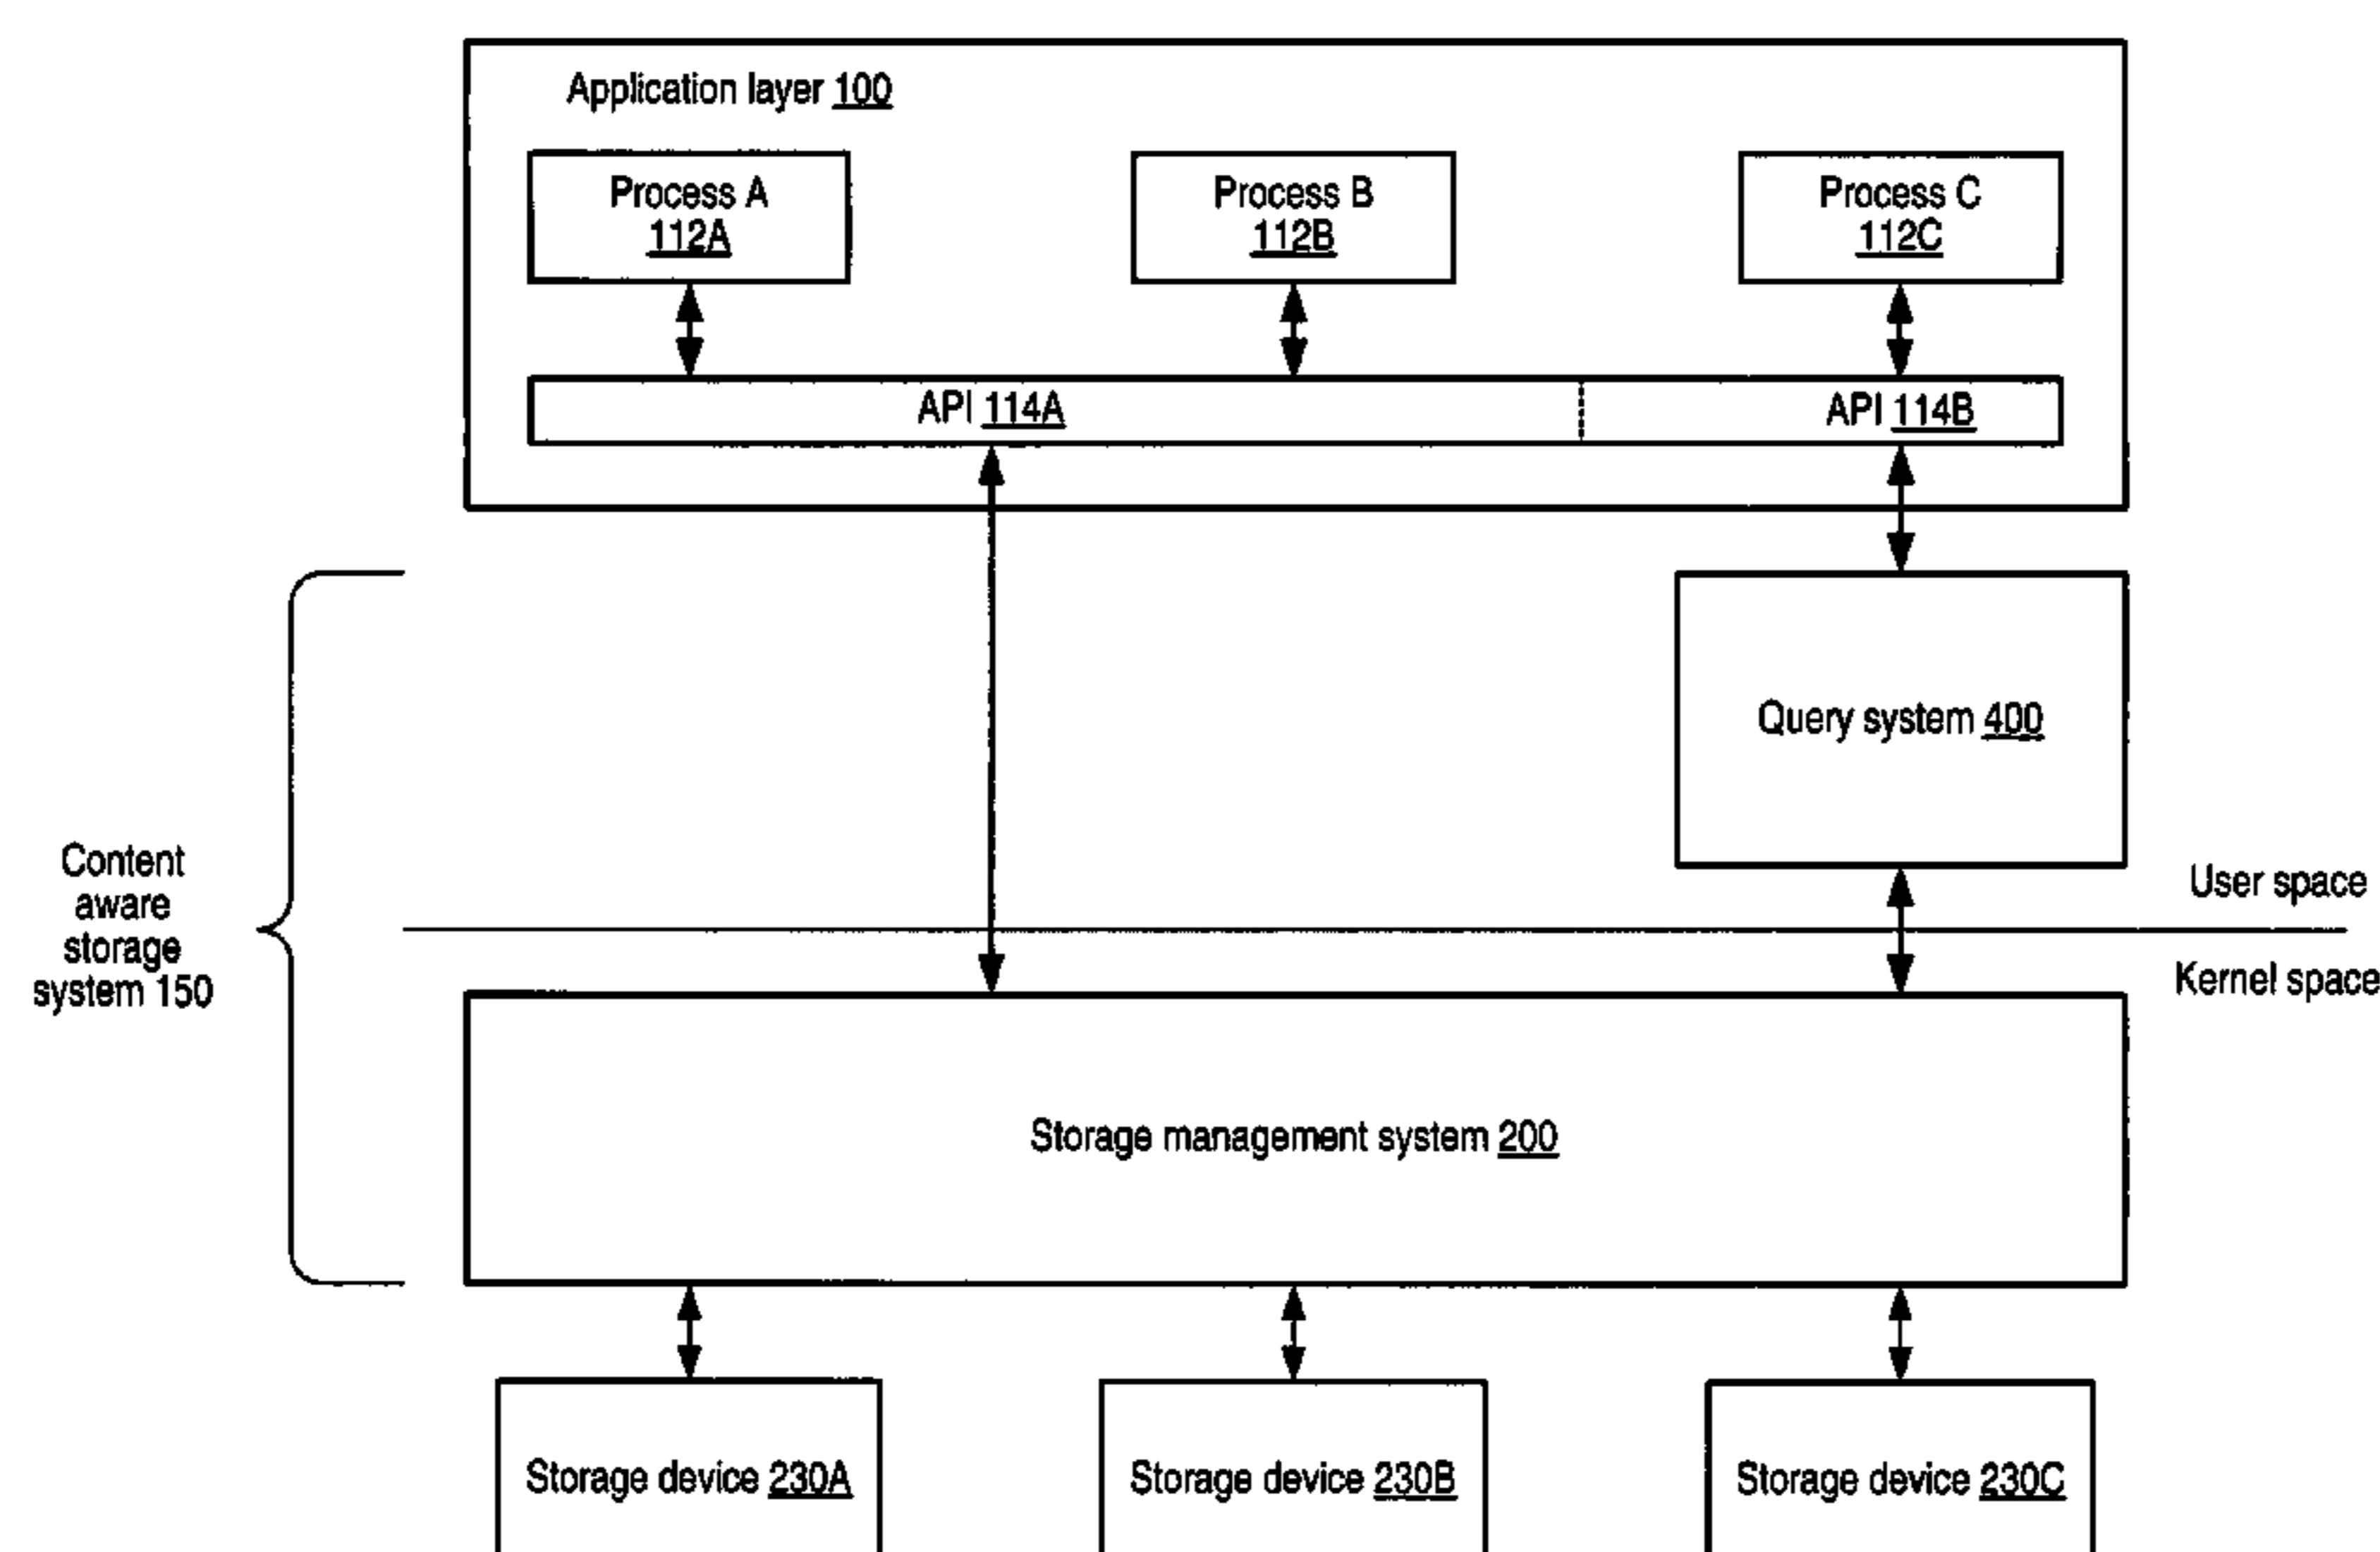 Application layer 100
Process A
112A
Process B
112B
Process C
112C
API 114A
API 114B
Query system 400
Content
aware
storage
system 150
User space
Kernel space
Storage management system 200
Storage device 230A
Storage device 230B
Storage device 230C